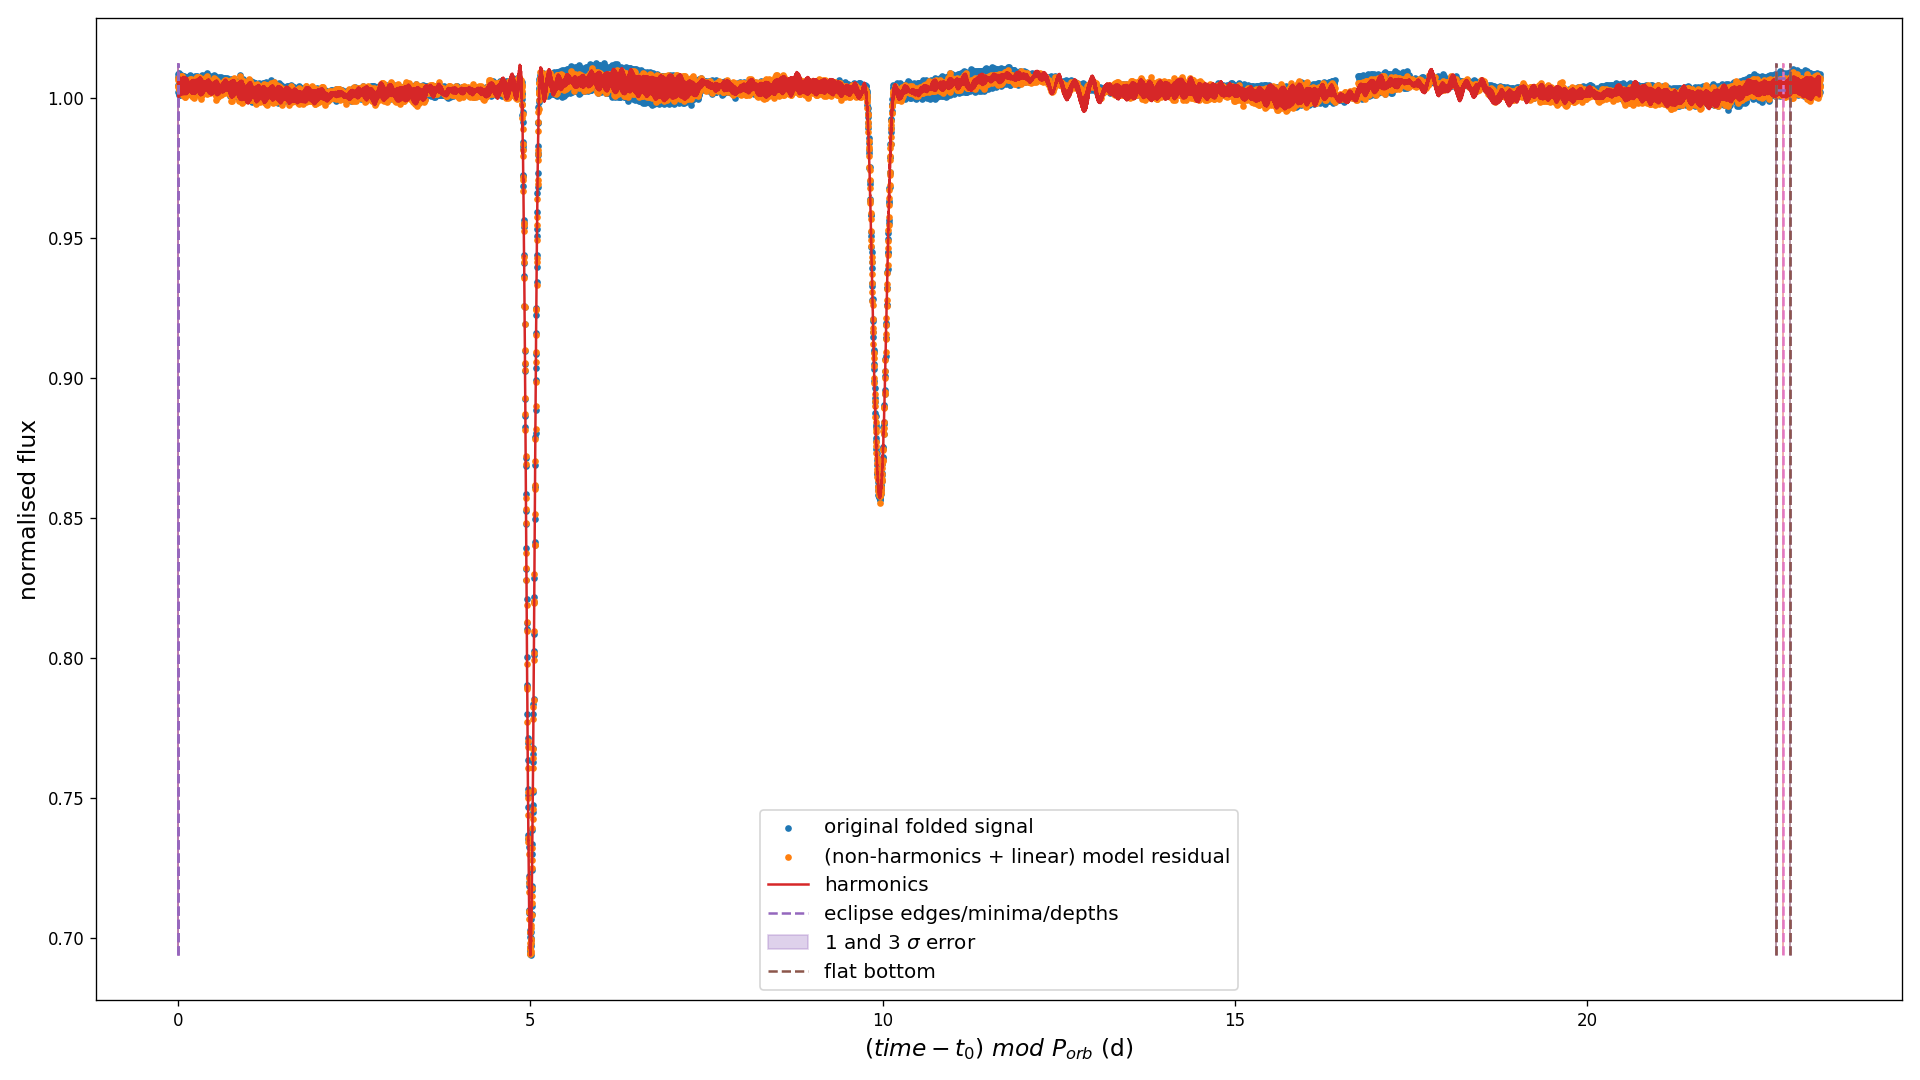 normalised flux
1.00
0.95
0.90
0.85
0.80
0.75
0.70
original folded signal
(non-harmonics + linear) model residual
harmonics
eclipse edges/minima/depths
1 and 3 σ error
flat bottom
0 5 10 15 20
(time − t₀) mod P_orb (d)